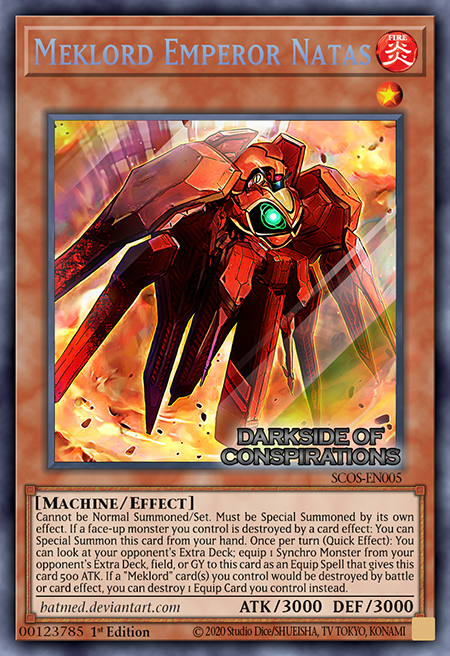 MEKLORD EMPEROR NATAS
FIRE
炎
DARKSIDE OF
CONSPIRATIONS
SCOS-EN005
[MACHINE/EFFECT]
Cannot be Normal Summoned/Set. Must be Special Summoned by its own
effect. If a face-up monster you control is destroyed by a card effect: You can
Special Summon this card from your hand. Once per turn (Quick Effect): You
can look at your opponent's Extra Deck; equip 1 Synchro Monster from your
opponent's Extra Deck, field, or GY to this card as an Equip Spell that gives this
card 500 ATK. If a "Meklord" card(s) you control would be destroyed by battle
or card effect, you can destroy 1 Equip Card you control instead.
batmed.deviantart.com ATK/3000 DEF/3000
00123785 1st Edition ©2020 Studio Dice/SHUEISHA, TV TOKYO, KONAMI